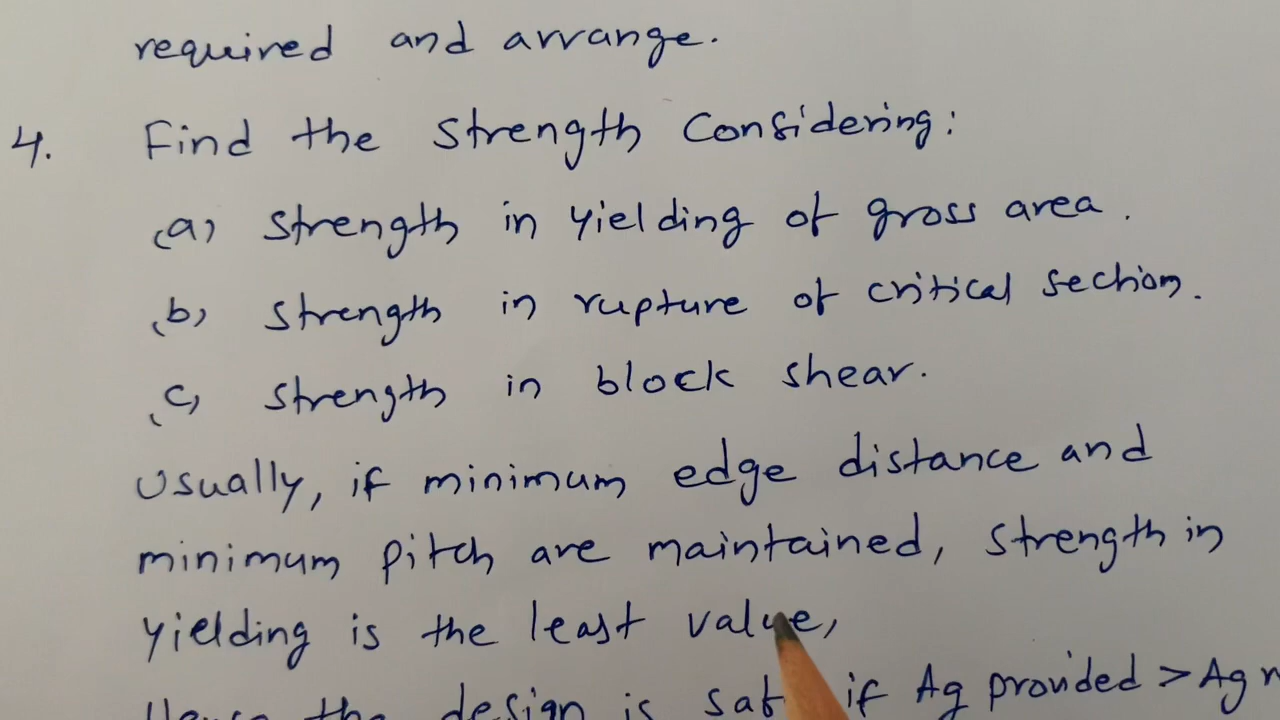 required and arrange.
4. Find the strength considering:
(a) strength in yielding of gross area.
(b) strength in rupture of critical section.
(c) strength in block shear.
Usually, if minimum edge distance and
minimum pitch are maintained, strength in
yielding is the least value,
Hence the design is if Ag provided > Ag